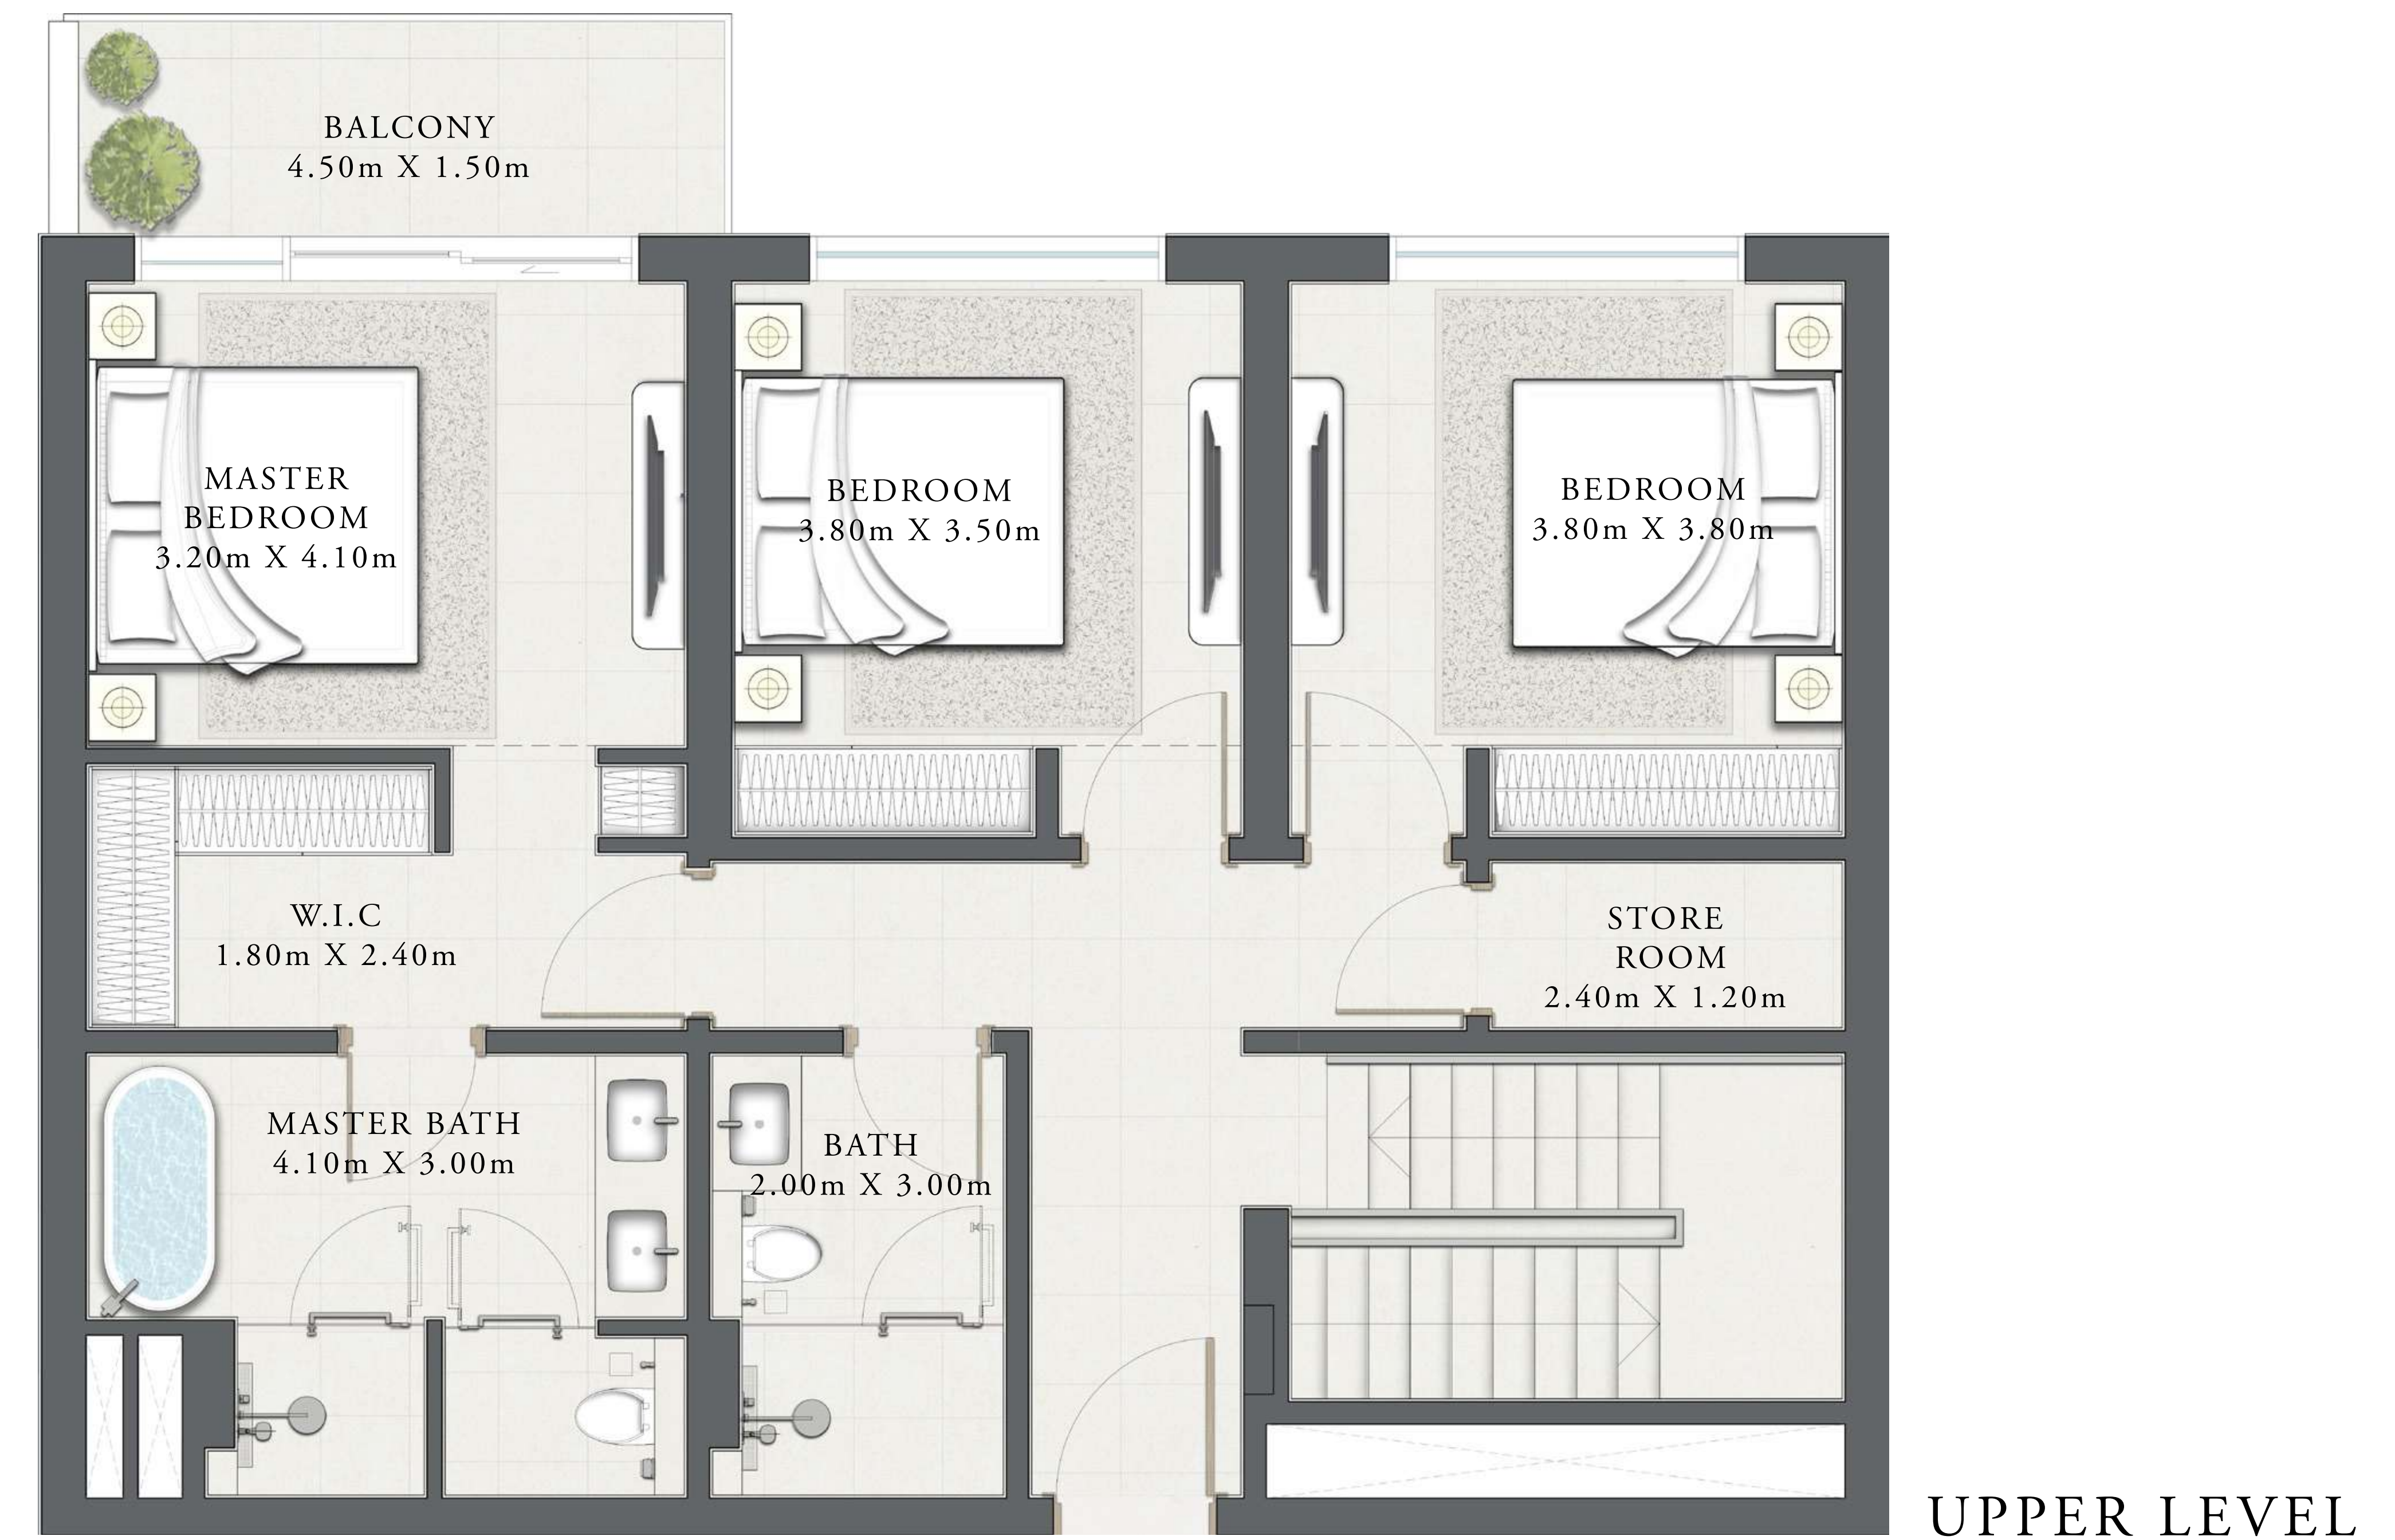 BALCONY
4.50m X 1.50m
MASTER
BEDROOM
3.20m X 4.10m
BEDROOM
3.80m X 3.50m
BEDROOM
3.80m X 3.80m
W.I.C
1.80m X 2.40m
STORE
ROOM
2.40m X 1.20m
MASTER BATH
4.10m X 3.00m
BATH
2.00m X 3.00m
UPPER LEVEL